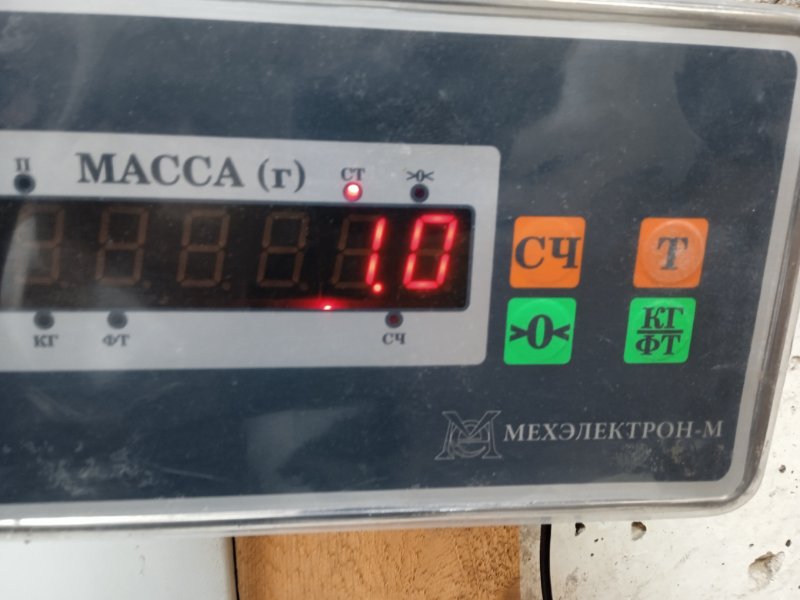 П
МАССА (г)
СТ
>0<
1.0
СЧ
Т
>0<
КГ
ФТ
КГ
ФТ
СЧ
МЕХЭЛЕКТРОН-М